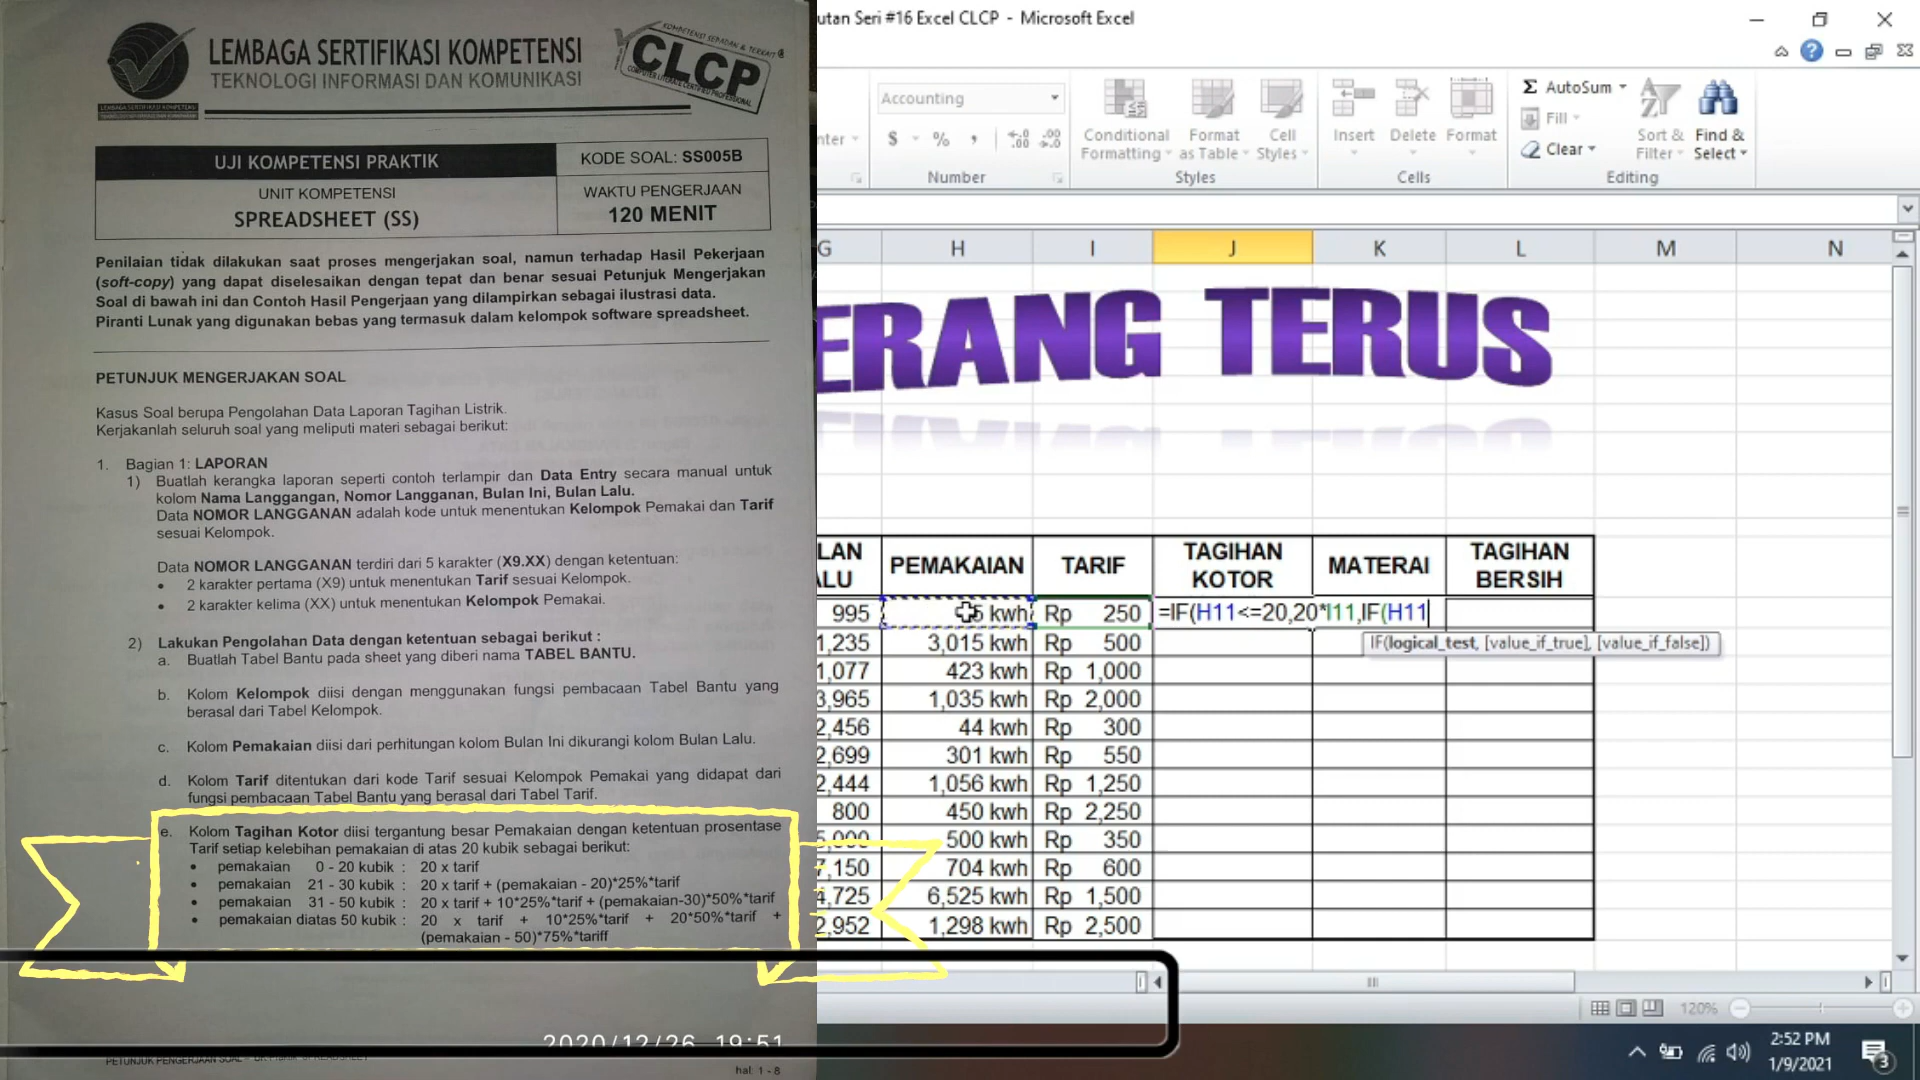 LEMBAGA SERTIFIKASI KOMPETENSI
TEKNOLOGI INFORMASI DAN KOMUNIKASI
CLCP
COMPUTER LITERATE CERTIFIED PROFESSIONAL
UJI KOMPETENSI PRAKTIK
KODE SOAL: SS005B
UNIT KOMPETENSI
SPREADSHEET (SS)
WAKTU PENGERJAAN
120 MENIT
Penilaian tidak dilakukan saat proses mengerjakan soal, namun terhadap Hasil Pekerjaan
(soft-copy) yang dapat diselesaikan dengan tepat dan benar sesuai Petunjuk Mengerjakan
Soal di bawah ini dan Contoh Hasil Pengerjaan yang dilampirkan sebagai ilustrasi data.
Piranti Lunak yang digunakan bebas yang termasuk dalam kelompok software spreadsheet.
PETUNJUK MENGERJAKAN SOAL
Kasus Soal berupa Pengolahan Data Laporan Tagihan Listrik.
Kerjakanlah seluruh soal yang meliputi materi sebagai berikut:
1. Bagian 1: LAPORAN
1) Buatlah kerangka laporan seperti contoh terlampir dan Data Entry secara manual untuk
kolom Nama Langgangan, Nomor Langganan, Bulan Ini, Bulan Lalu.
Data NOMOR LANGGANAN adalah kode untuk menentukan Kelompok Pemakai dan Tarif
sesuai Kelompok.
Data NOMOR LANGGANAN terdiri dari 5 karakter (X9.XX) dengan ketentuan:
• 2 karakter pertama (X9) untuk menentukan Tarif sesuai Kelompok.
• 2 karakter kelima (XX) untuk menentukan Kelompok Pemakai.
2) Lakukan Pengolahan Data dengan ketentuan sebagai berikut :
a. Buatlah Tabel Bantu pada sheet yang diberi nama TABEL BANTU.
b. Kolom Kelompok diisi dengan menggunakan fungsi pembacaan Tabel Bantu yang
berasal dari Tabel Kelompok.
c. Kolom Pemakaian diisi dari perhitungan kolom Bulan Ini dikurangi kolom Bulan Lalu.
d. Kolom Tarif ditentukan dari kode Tarif sesuai Kelompok Pemakai yang didapat dari
fungsi pembacaan Tabel Bantu yang berasal dari Tabel Tarif.
e. Kolom Tagihan Kotor diisi tergantung besar Pemakaian dengan ketentuan prosentase
Tarif setiap kelebihan pemakaian di atas 20 kubik sebagai berikut:
• pemakaian 0 - 20 kubik : 20 x tarif
• pemakaian 21 - 30 kubik : 20 x tarif + (pemakaian - 20)*25%*tarif
• pemakaian 31 - 50 kubik : 20 x tarif + 10*25%*tarif + (pemakaian-30)*50%*tarif
• pemakaian diatas 50 kubik : 20 x tarif + 10*25%*tarif + 20*50%*tarif +
(pemakaian - 50)*75%*tariff
2020/12/26 19:51
hal: 1 - 8
utan Seri #16 Excel CLCP - Microsoft Excel
Accounting
$ % ,
Conditional Formatting
Format as Table
Cell Styles
Insert
Delete
Format
Σ AutoSum
Fill
Clear
Sort & Filter
Find & Select
Number
Styles
Cells
Editing
G H I J K L M N
ERANG TERUS
LAN PEMAKAIAN TARIF TAGIHAN KOTOR MATERAI TAGIHAN BERSIH
995 5 kwh Rp 250 =IF(H11<=20,20*I11,IF(H11
IF(logical_test, [value_if_true], [value_if_false])
1,235 3,015 kwh Rp 500
1,077 423 kwh Rp 1,000
3,965 1,035 kwh Rp 2,000
2,456 44 kwh Rp 300
2,699 301 kwh Rp 550
2,444 1,056 kwh Rp 1,250
800 450 kwh Rp 2,250
5,000 500 kwh Rp 350
7,150 704 kwh Rp 600
4,725 6,525 kwh Rp 1,500
2,952 1,298 kwh Rp 2,500
120%
2:52 PM
1/9/2021
3